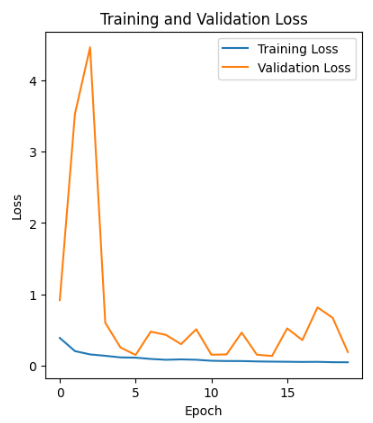 Training and Validation Loss
Training Loss
Validation Loss
4
3
2
1
0
Loss
0 5 10 15
Epoch